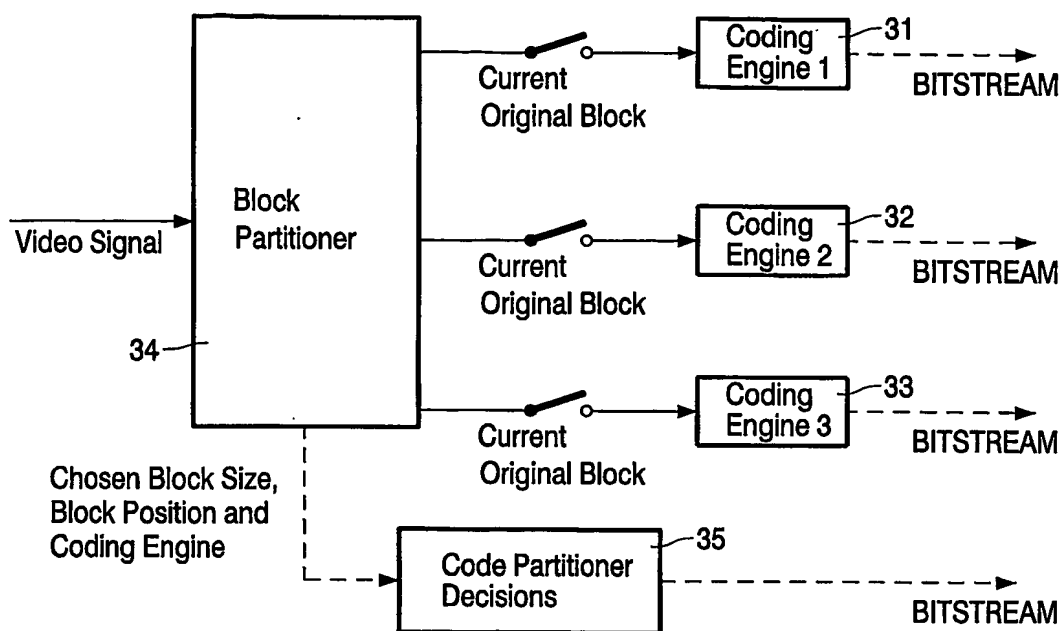 Video Signal
Block
Partitioner
34
Current
Original Block
Coding
Engine 1
31
BITSTREAM
Current
Original Block
Coding
Engine 2
32
BITSTREAM
Current
Original Block
Coding
Engine 3
33
BITSTREAM
Chosen Block Size,
Block Position and
Coding Engine
Code Partitioner
Decisions
35
BITSTREAM